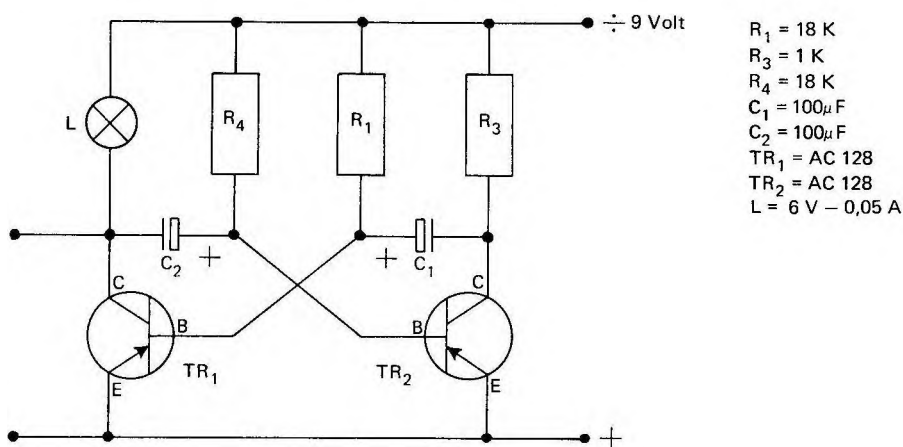 ÷ 9 Volt
R₁ = 18 K
R₃ = 1 K
R₄ = 18 K
C₁ = 100μF
C₂ = 100μF
TR₁ = AC 128
TR₂ = AC 128
L = 6 V – 0,05 A
L
R₄
R₁
R₃
C₂
+
+
C₁
C
C
B
B
TR₁
TR₂
E
E
+